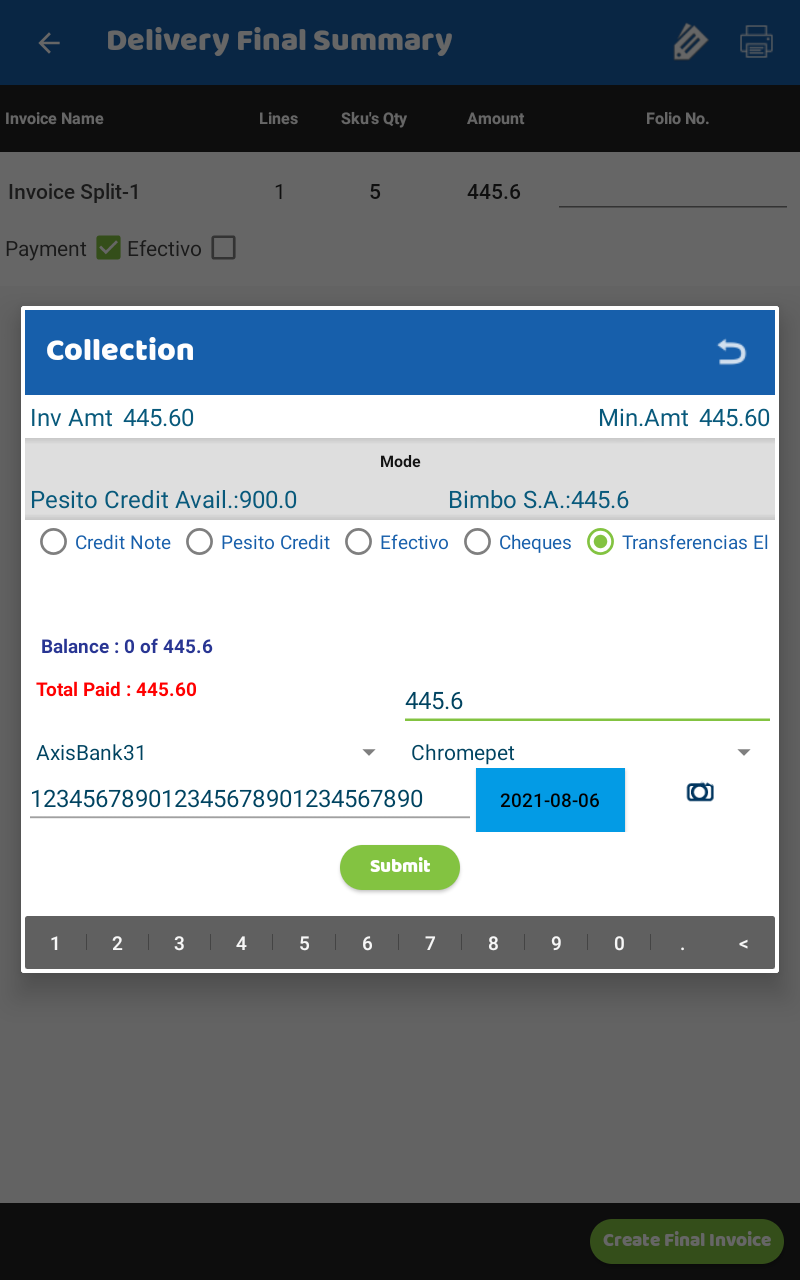 Delivery Final Summary
Invoice Name Lines Sku's Qty Amount Folio No.
Invoice Split-1 1 5 445.6
Payment Efectivo
Collection
Inv Amt 445.60 Min.Amt 445.60
Mode
Pesito Credit Avail.:900.0 Bimbo S.A.:445.6
Credit Note Pesito Credit Efectivo Cheques Transferencias El
Balance : 0 of 445.6
Total Paid : 445.60
445.6
AxisBank31 Chromepet
123456789012345678901234567890 2021-08-06
Submit
1 2 3 4 5 6 7 8 9 0 . <
Create Final Invoice